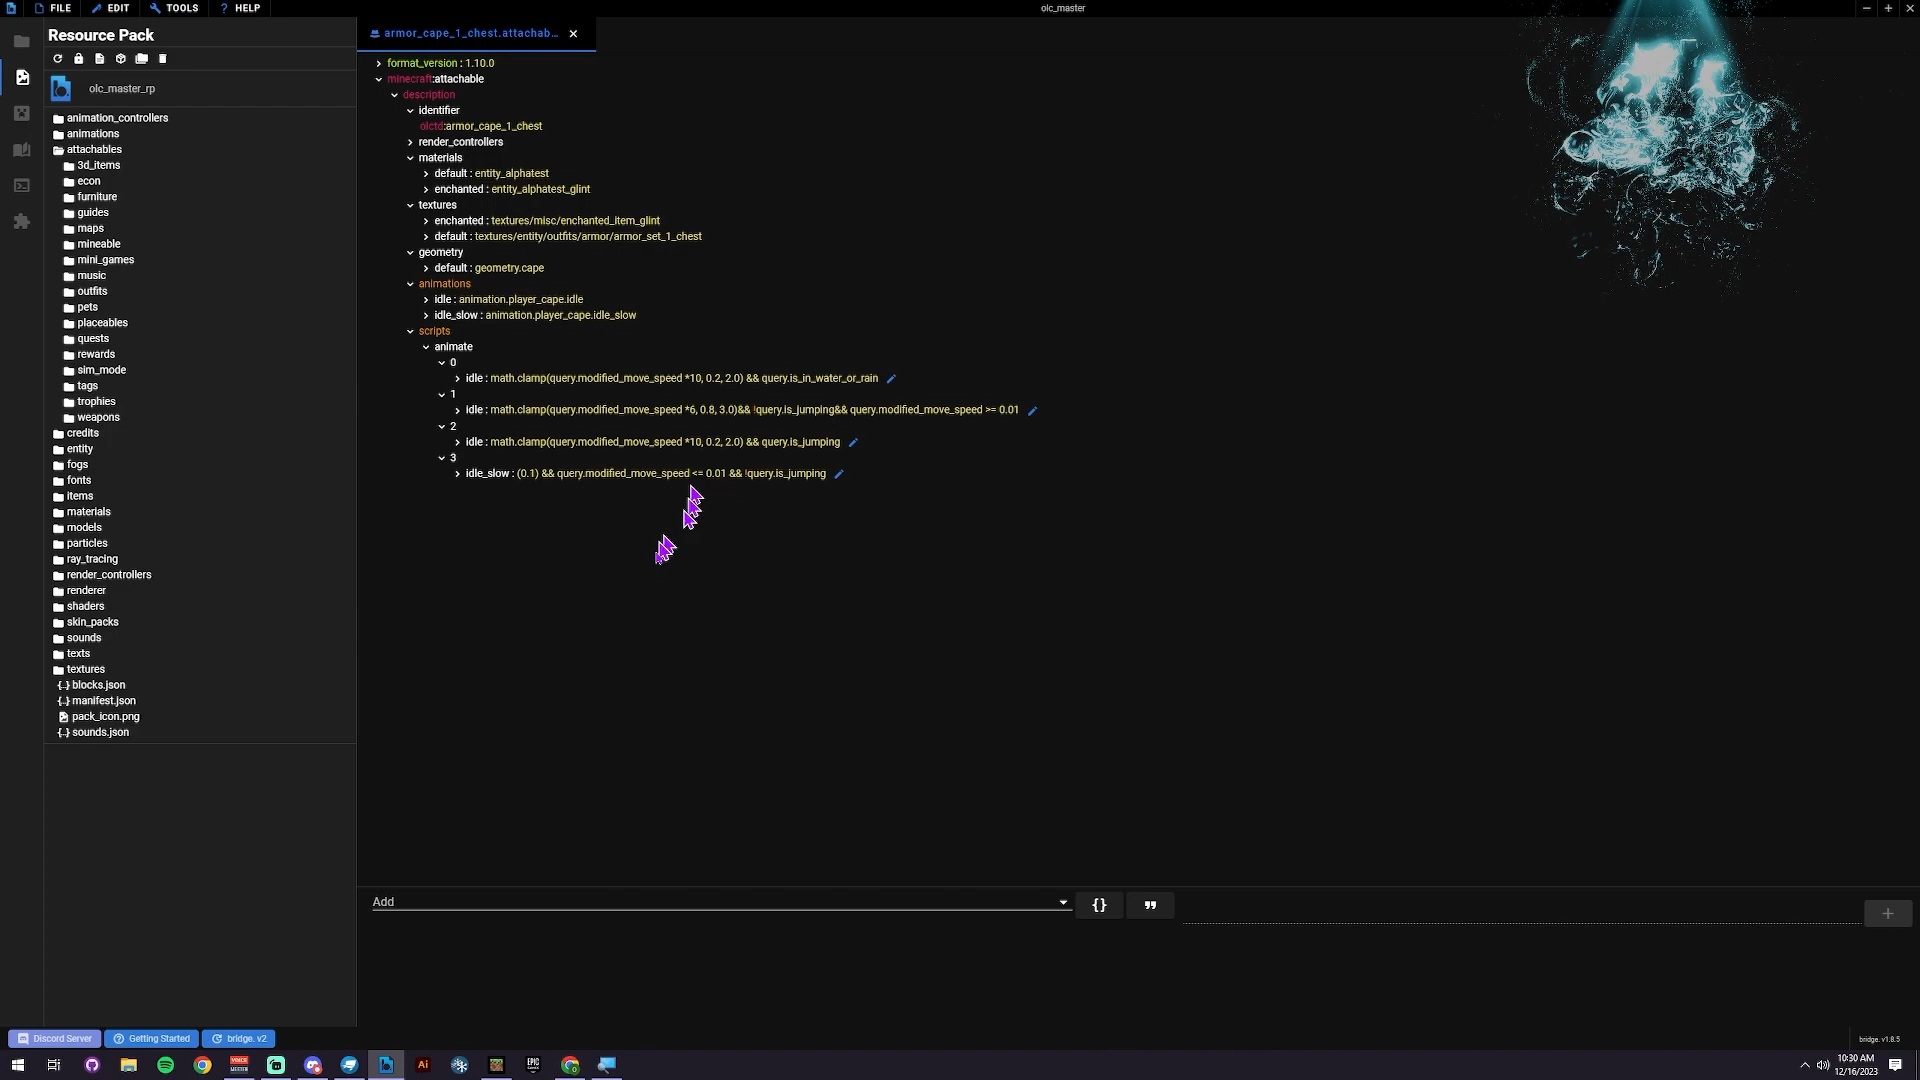 FILE EDIT TOOLS HELP
olc_master
Resource Pack
olc_master_rp
animation_controllers
animations
attachables
3d_items
econ
furniture
guides
maps
mineable
mini_games
music
outfits
pets
placeables
quests
rewards
sim_mode
tags
trophies
weapons
credits
entity
fogs
fonts
items
materials
models
particles
ray_tracing
render_controllers
renderer
shaders
skin_packs
sounds
texts
textures
{..} blocks.json
{..} manifest.json
pack_icon.png
{..} sounds.json
armor_cape_1_chest.attachab...
format_version : 1.10.0
minecraft:attachable
description
identifier
olctd:armor_cape_1_chest
render_controllers
materials
default : entity_alphatest
enchanted : entity_alphatest_glint
textures
enchanted : textures/misc/enchanted_item_glint
default : textures/entity/outfits/armor/armor_set_1_chest
geometry
default : geometry.cape
animations
idle : animation.player_cape.idle
idle_slow : animation.player_cape.idle_slow
scripts
animate
0
idle : math.clamp(query.modified_move_speed *10, 0.2, 2.0) && query.is_in_water_or_rain
1
idle : math.clamp(query.modified_move_speed *6, 0.8, 3.0)&& !query.is_jumping&& query.modified_move_speed >= 0.01
2
idle : math.clamp(query.modified_move_speed *10, 0.2, 2.0) && query.is_jumping
3
idle_slow : (0.1) && query.modified_move_speed <= 0.01 && !query.is_jumping
Add
{}
Discord Server
Getting Started
bridge. v2
bridge. v1.8.5
VOICE MEETER
Ai
EPIC GAMES
10:30 AM
12/16/2023